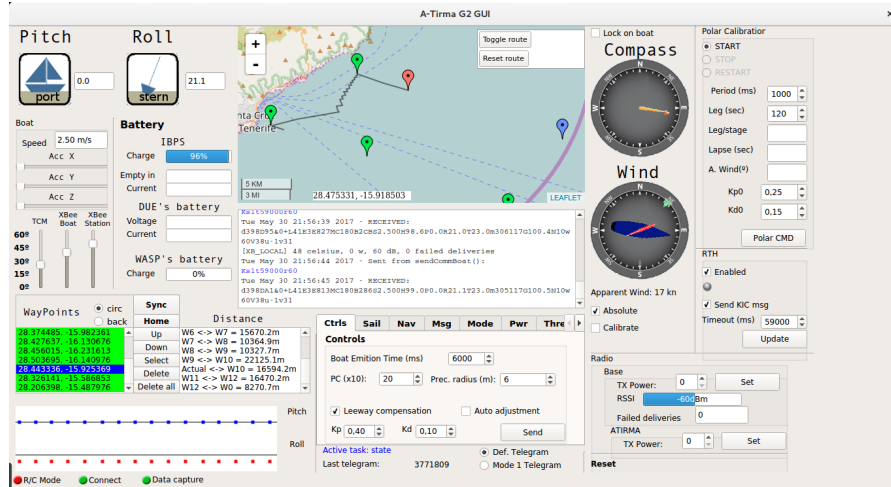 A-Tirma G2 GUI
Pitch
Roll
port
0.0
stern
21.1
Boat
Speed
2.50 m/s
Acc X
Acc Y
Acc Z
TCM
XBee
Boat
XBee
Station
60º
45º
30º
15º
0º
Battery
IBPS
Charge
96%
Empty in
Current
DUE's battery
Voltage
Current
WASP's battery
Charge
0%
+
-
Toggle route
Reset route
Tenerife
5 KM
3 MI
28.475331, -15.918503
LEAFLET
Tue May 30 21:56:39 2017 - RECEIVED:
[XB_LOCAL] 48 celsius, 0 w, 60 dB, 0 failed deliveries
Tue May 30 21:56:44 2017 - Sent from sendCommBoat():
Tue May 30 21:56:45 2017 - RECEIVED:
60V38u-1v31
Lock on boat
Compass
N
E
S
W
Wind
N
E
S
W
Apparent Wind: 17 kn
Absolute
Calibrate
Polar Calibration
START
STOP
RESTART
Period (ms)
1000
Leg (sec)
120
Leg/stage
Lapse (sec)
A. Wind(º)
Kp0
0,25
Kd0
0,15
Polar CMD
RTH
Enabled
Send KIC msg
Timeout (ms)
59000
Update
WayPoints
circ
back
28.374485, -15.982361
28.427637, -16.130676
28.456015, -16.231613
28.503695, -16.140976
28.443336, -15.925369
28.326141, -15.586853
28.206398, -15.487976
Sync
Home
Up
Down
Select
Delete
Delete all
Distance
W6 <-> W7 = 15670.2m
W7 <-> W8 = 10364.9m
W8 <-> W9 = 10327.7m
W9 <-> W10 = 22125.1m
Actual <-> W10 = 16594.2m
W11 <-> W12 = 16470.2m
W12 <-> W0 = 8270.7m
Ctrls
Sail
Nav
Msg
Mode
Pwr
Thre
Controls
Boat Emition Time (ms)
6000
PC (x10):
20
Prec. radius (m):
6
Leeway compensation
Auto adjustment
Kp
0,40
Kd
0,10
Send
Active task: state
Last telegram:
3771809
Def. Telegram
Mode 1 Telegram
Radio
Base
TX Power:
0
Set
RSSI
-60dBm
Failed deliveries
0
ATIRMA
TX Power:
0
Set
Reset
Pitch
Roll
R/C Mode
Connect
Data capture